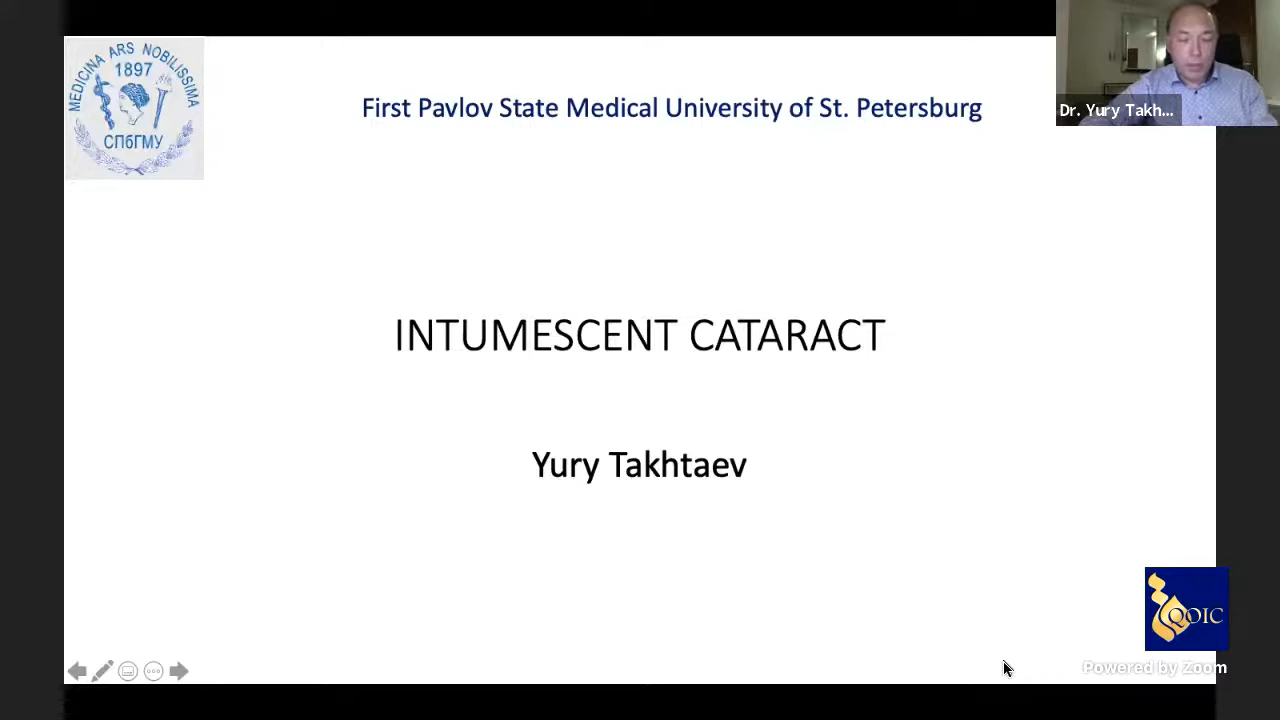 MEDICINA ARS NOBILISSIMA
1897
СПбГМУ
First Pavlov State Medical University of St. Petersburg
Dr. Yury Takh...
INTUMESCENT CATARACT
Yury Takhtaev
QOIC
Powered by Zoom